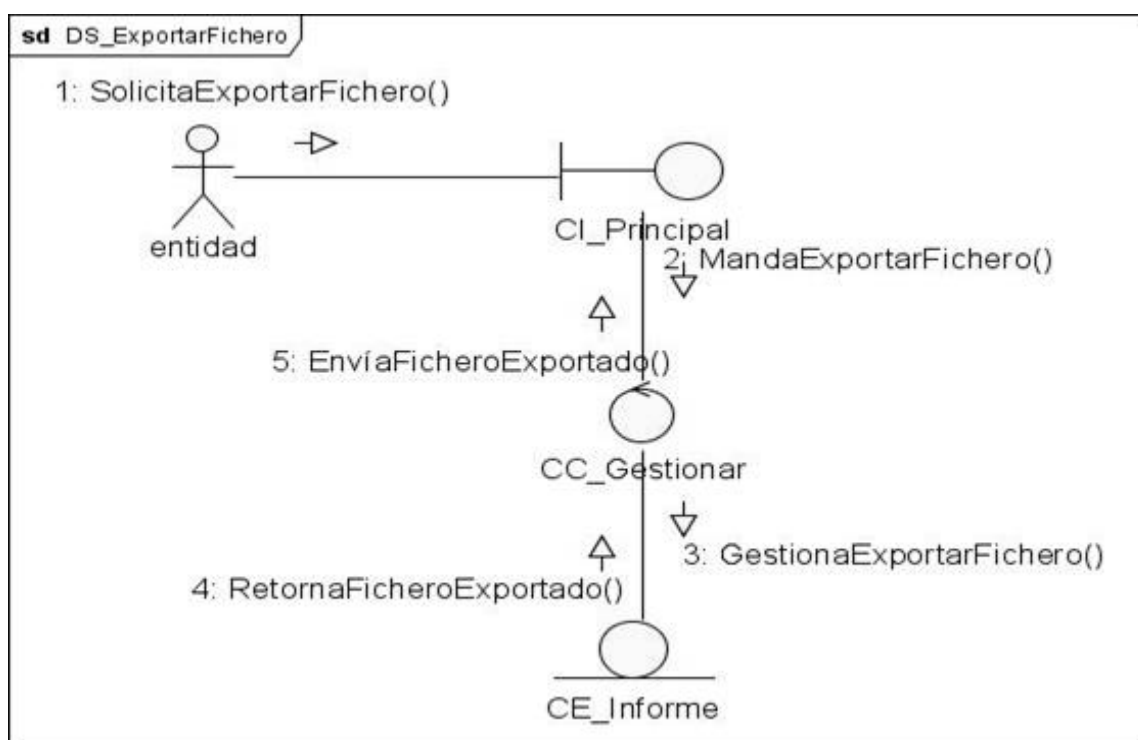 sd DS_ExportarFichero
1: SolicitaExportarFichero()
entidad
CI_Principal
2: MandaExportarFichero()
5: EnvíaFicheroExportado()
CC_Gestionar
3: GestionaExportarFichero()
4: RetornaFicheroExportado()
CE_Informe